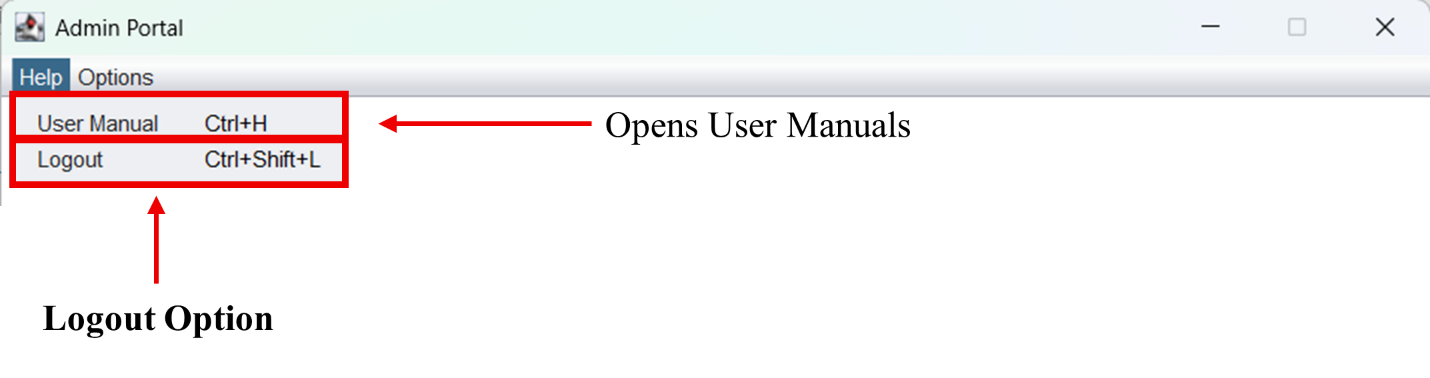 Admin Portal
Help Options
User Manual Ctrl+H
Opens User Manuals
Logout Ctrl+Shift+L
Logout Option